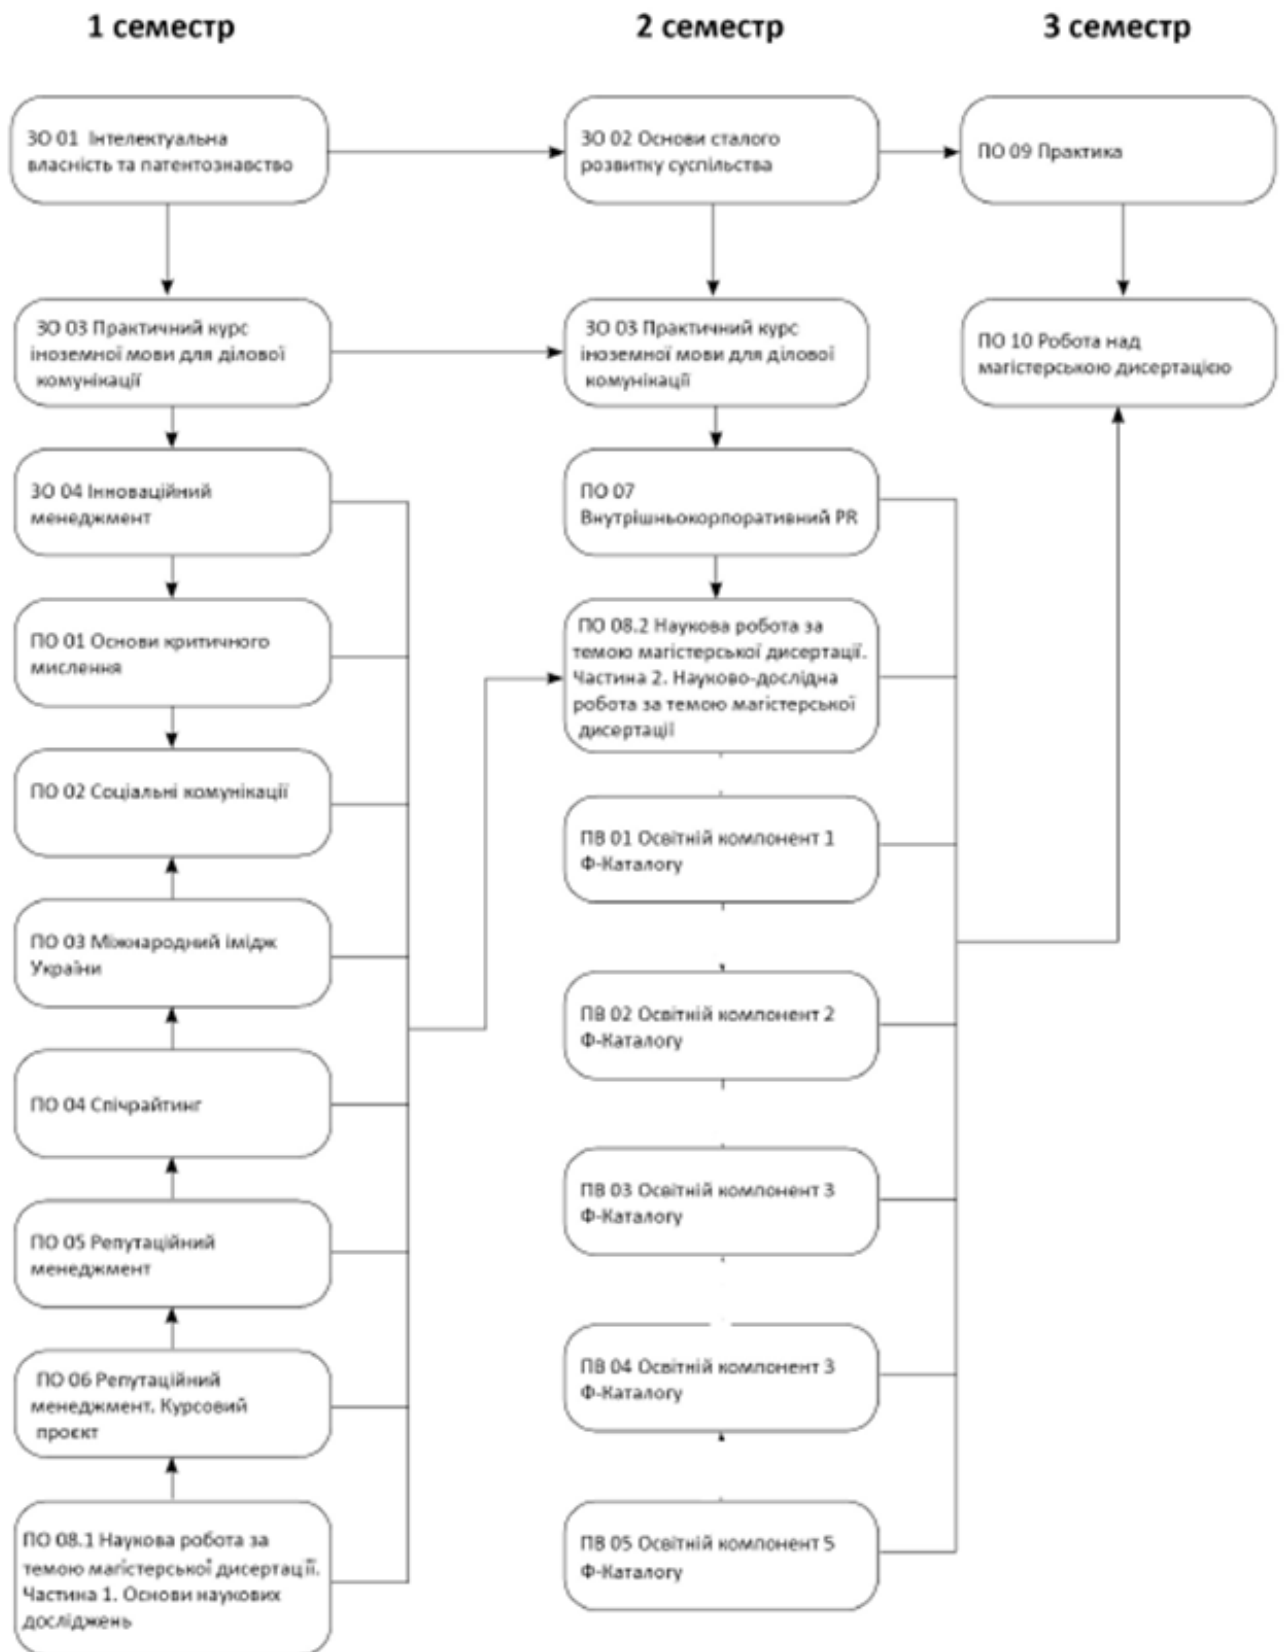 1 семестр
2 семестр
3 семестр
ЗО 01 Інтелектуальна
власність та патентознавство
ЗО 02 Основи сталого
розвитку суспільства
ПО 09 Практика
ЗО 03 Практичний курс
іноземної мови для ділової
комунікації
ЗО 03 Практичний курс
іноземної мови для ділової
комунікації
ПО 10 Робота над
магістерською дисертацією
ЗО 04 Інноваційний
менеджмент
ПО 07
Внутрішньокорпоративний PR
ПО 01 Основи критичного
мислення
ПО 08.2 Наукова робота за
темою магістерської дисертації.
Частина 2. Науково-дослідна
робота за темою магістерської
дисертації
ПО 02 Соціальні комунікації
ПВ 01 Освітній компонент 1
Ф-Каталогу
ПО 03 Міжнародний імідж
України
ПВ 02 Освітній компонент 2
Ф-Каталогу
ПО 04 Спічрайтинг
ПВ 03 Освітній компонент 3
Ф-Каталогу
ПО 05 Репутаційний
менеджмент
ПВ 04 Освітній компонент 3
Ф-Каталогу
ПО 06 Репутаційний
менеджмент. Курсовий
проєкт
ПО 08.1 Наукова робота за
темою магістерської дисертації.
Частина 1. Основи наукових
досліджень
ПВ 05 Освітній компонент 5
Ф-Каталогу